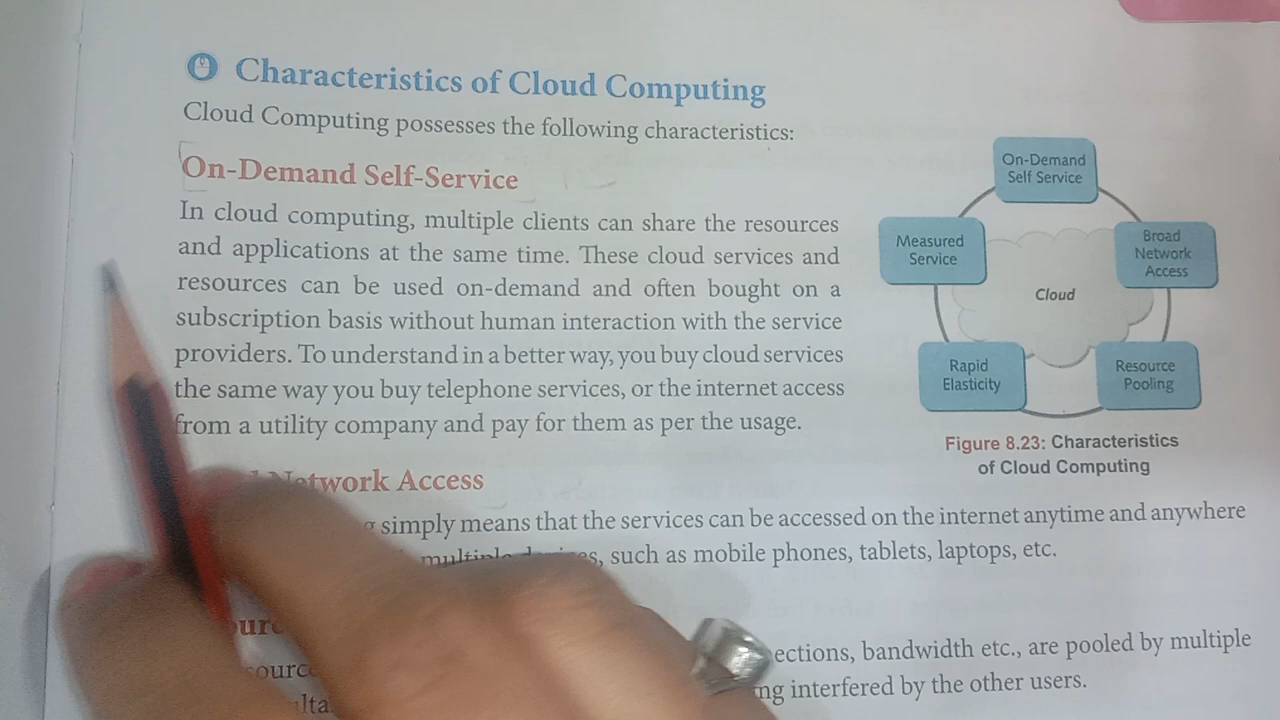 Characteristics of Cloud Computing
Cloud Computing possesses the following characteristics:
On-Demand Self-Service
In cloud computing, multiple clients can share the resources
and applications at the same time. These cloud services and
resources can be used on-demand and often bought on a
subscription basis without human interaction with the service
providers. To understand in a better way, you buy cloud services
the same way you buy telephone services, or the internet access
from a utility company and pay for them as per the usage.
On-Demand
Self Service
Measured
Service
Broad
Network
Access
Cloud
Rapid
Elasticity
Resource
Pooling
Figure 8.23: Characteristics
of Cloud Computing
Network Access
simply means that the services can be accessed on the internet anytime and anywhere
multiple devices, such as mobile phones, tablets, laptops, etc.
bandwidth etc., are pooled by multiple
interfered by the other users.